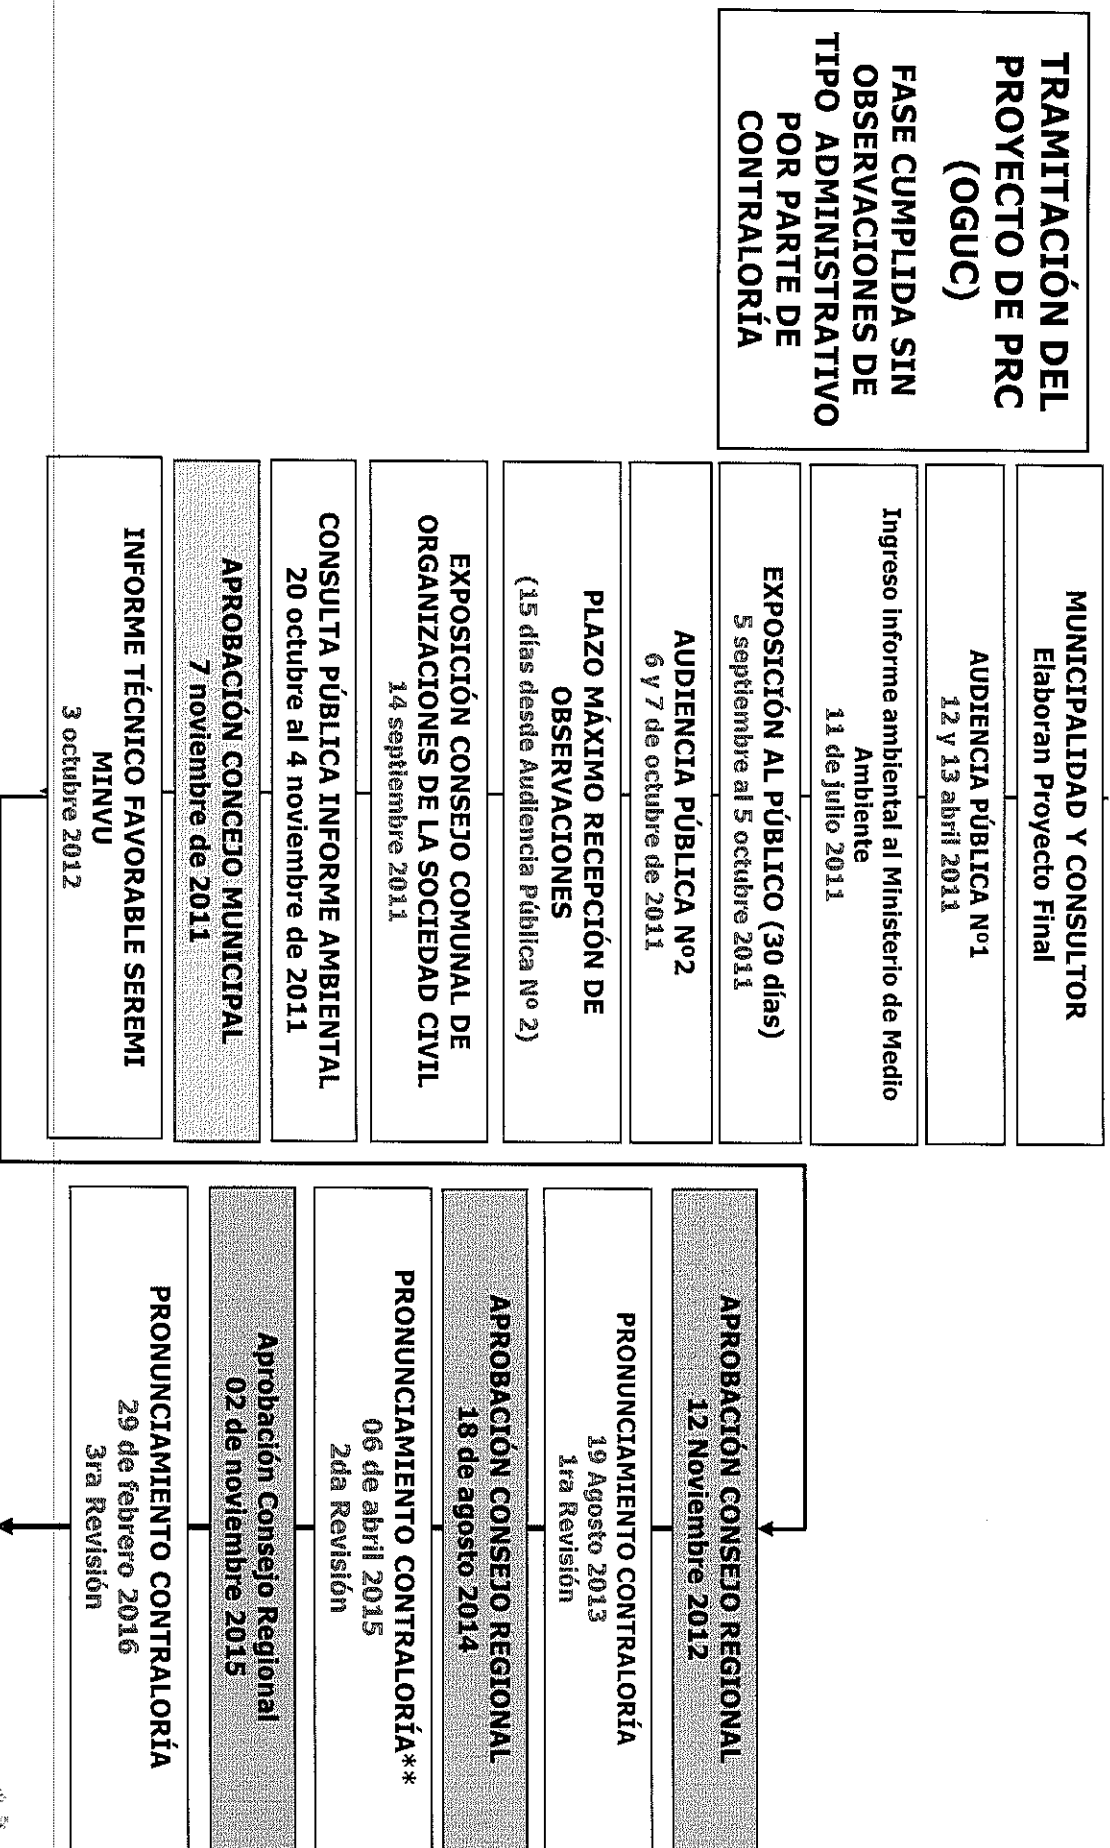 TRAMITACIÓN DEL
PROYECTO DE PRC
(OGUC)
FASE CUMPLIDA SIN
OBSERVACIONES DE
TIPO ADMINISTRATIVO
POR PARTE DE
CONTRALORÍA
MUNICIPALIDAD Y CONSULTOR
Elaboran Proyecto Final
AUDIENCIA PÚBLICA Nº1
12 y 13 abril 2011
Ingreso informe ambiental al Ministerio de Medio
Ambiente
11 de julio 2011
EXPOSICIÓN AL PÚBLICO (30 días)
5 septiembre al 5 octubre 2011
AUDIENCIA PÚBLICA Nº2
6 y 7 de octubre de 2011
PLAZO MÁXIMO RECEPCIÓN DE
OBSERVACIONES
(15 días desde Audiencia Pública Nº 2)
EXPOSICIÓN CONSEJO COMUNAL DE
ORGANIZACIONES DE LA SOCIEDAD CIVIL
14 septiembre 2011
CONSULTA PÚBLICA INFORME AMBIENTAL
20 octubre al 4 noviembre de 2011
APROBACIÓN CONCEJO MUNICIPAL
7 noviembre de 2011
INFORME TÉCNICO FAVORABLE SEREMI
MINVU
3 octubre 2012
APROBACIÓN CONSEJO REGIONAL
12 Noviembre 2012
PRONUNCIAMIENTO CONTRALORÍA
19 Agosto 2013
1ra Revisión
APROBACIÓN CONSEJO REGIONAL
18 de agosto 2014
PRONUNCIAMIENTO CONTRALORÍA**
06 de abril 2015
2da Revisión
Aprobación Consejo Regional
02 de noviembre 2015
PRONUNCIAMIENTO CONTRALORÍA
29 de febrero 2016
3ra Revisión